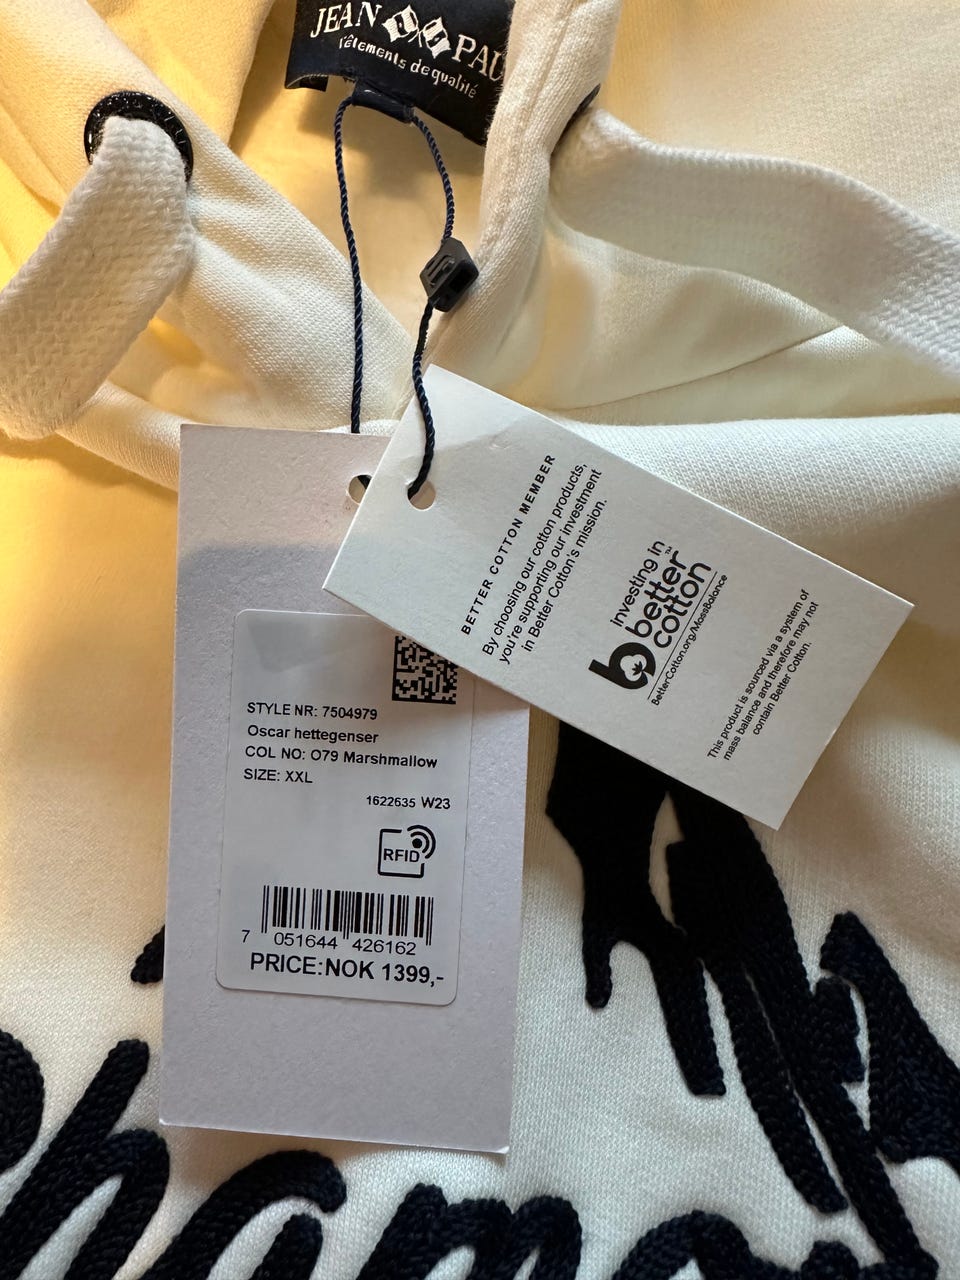 JEAN PAU
Vêtements de qualité
BETTER COTTON MEMBER
By choosing our cotton products,
you're supporting our investment
in Better Cotton's mission.
investing in
better™
cotton
BetterCotton.org/MassBalance
This product is sourced via a system of
mass balance and therefore may not
contain Better Cotton.
STYLE NR: 7504979
Oscar hettegenser
COL NO: O79 Marshmallow
SIZE: XXL
1622635 W23
RFID
7 051644 426162
PRICE:NOK 1399,-